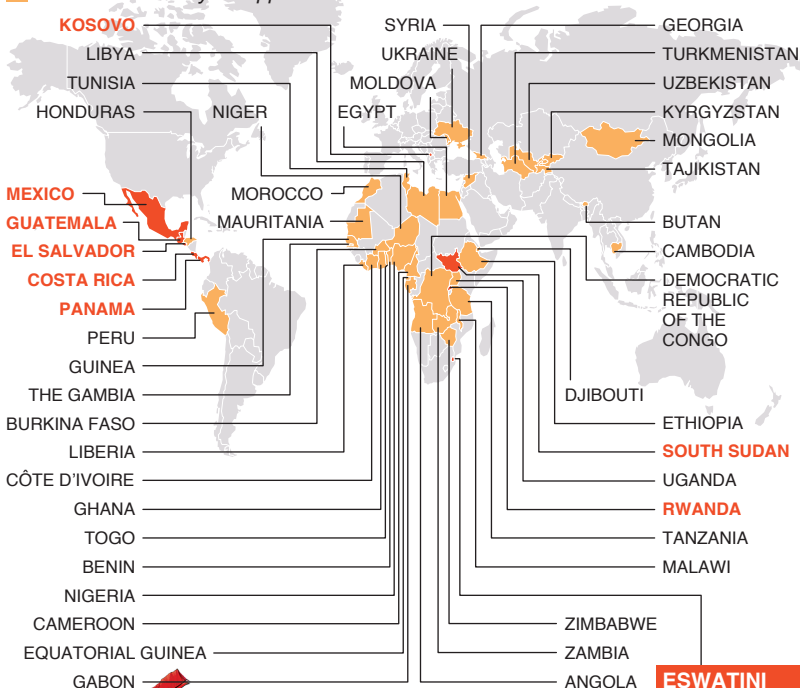 KOSOVO
LIBYA
TUNISIA
HONDURAS
NIGER
EGYPT
SYRIA
UKRAINE
MOLDOVA
GEORGIA
TURKMENISTAN
UZBEKISTAN
KYRGYZSTAN
MONGOLIA
TAJIKISTAN
MEXICO
GUATEMALA
EL SALVADOR
COSTA RICA
PANAMA
PERU
GUINEA
THE GAMBIA
BURKINA FASO
LIBERIA
CÔTE D'IVOIRE
GHANA
TOGO
BENIN
NIGERIA
CAMEROON
EQUATORIAL GUINEA
GABON
MOROCCO
MAURITANIA
BUTAN
CAMBODIA
DEMOCRATIC
REPUBLIC
OF THE
CONGO
DJIBOUTI
ETHIOPIA
SOUTH SUDAN
UGANDA
RWANDA
TANZANIA
MALAWI
ZIMBABWE
ZAMBIA
ANGOLA
ESWATINI